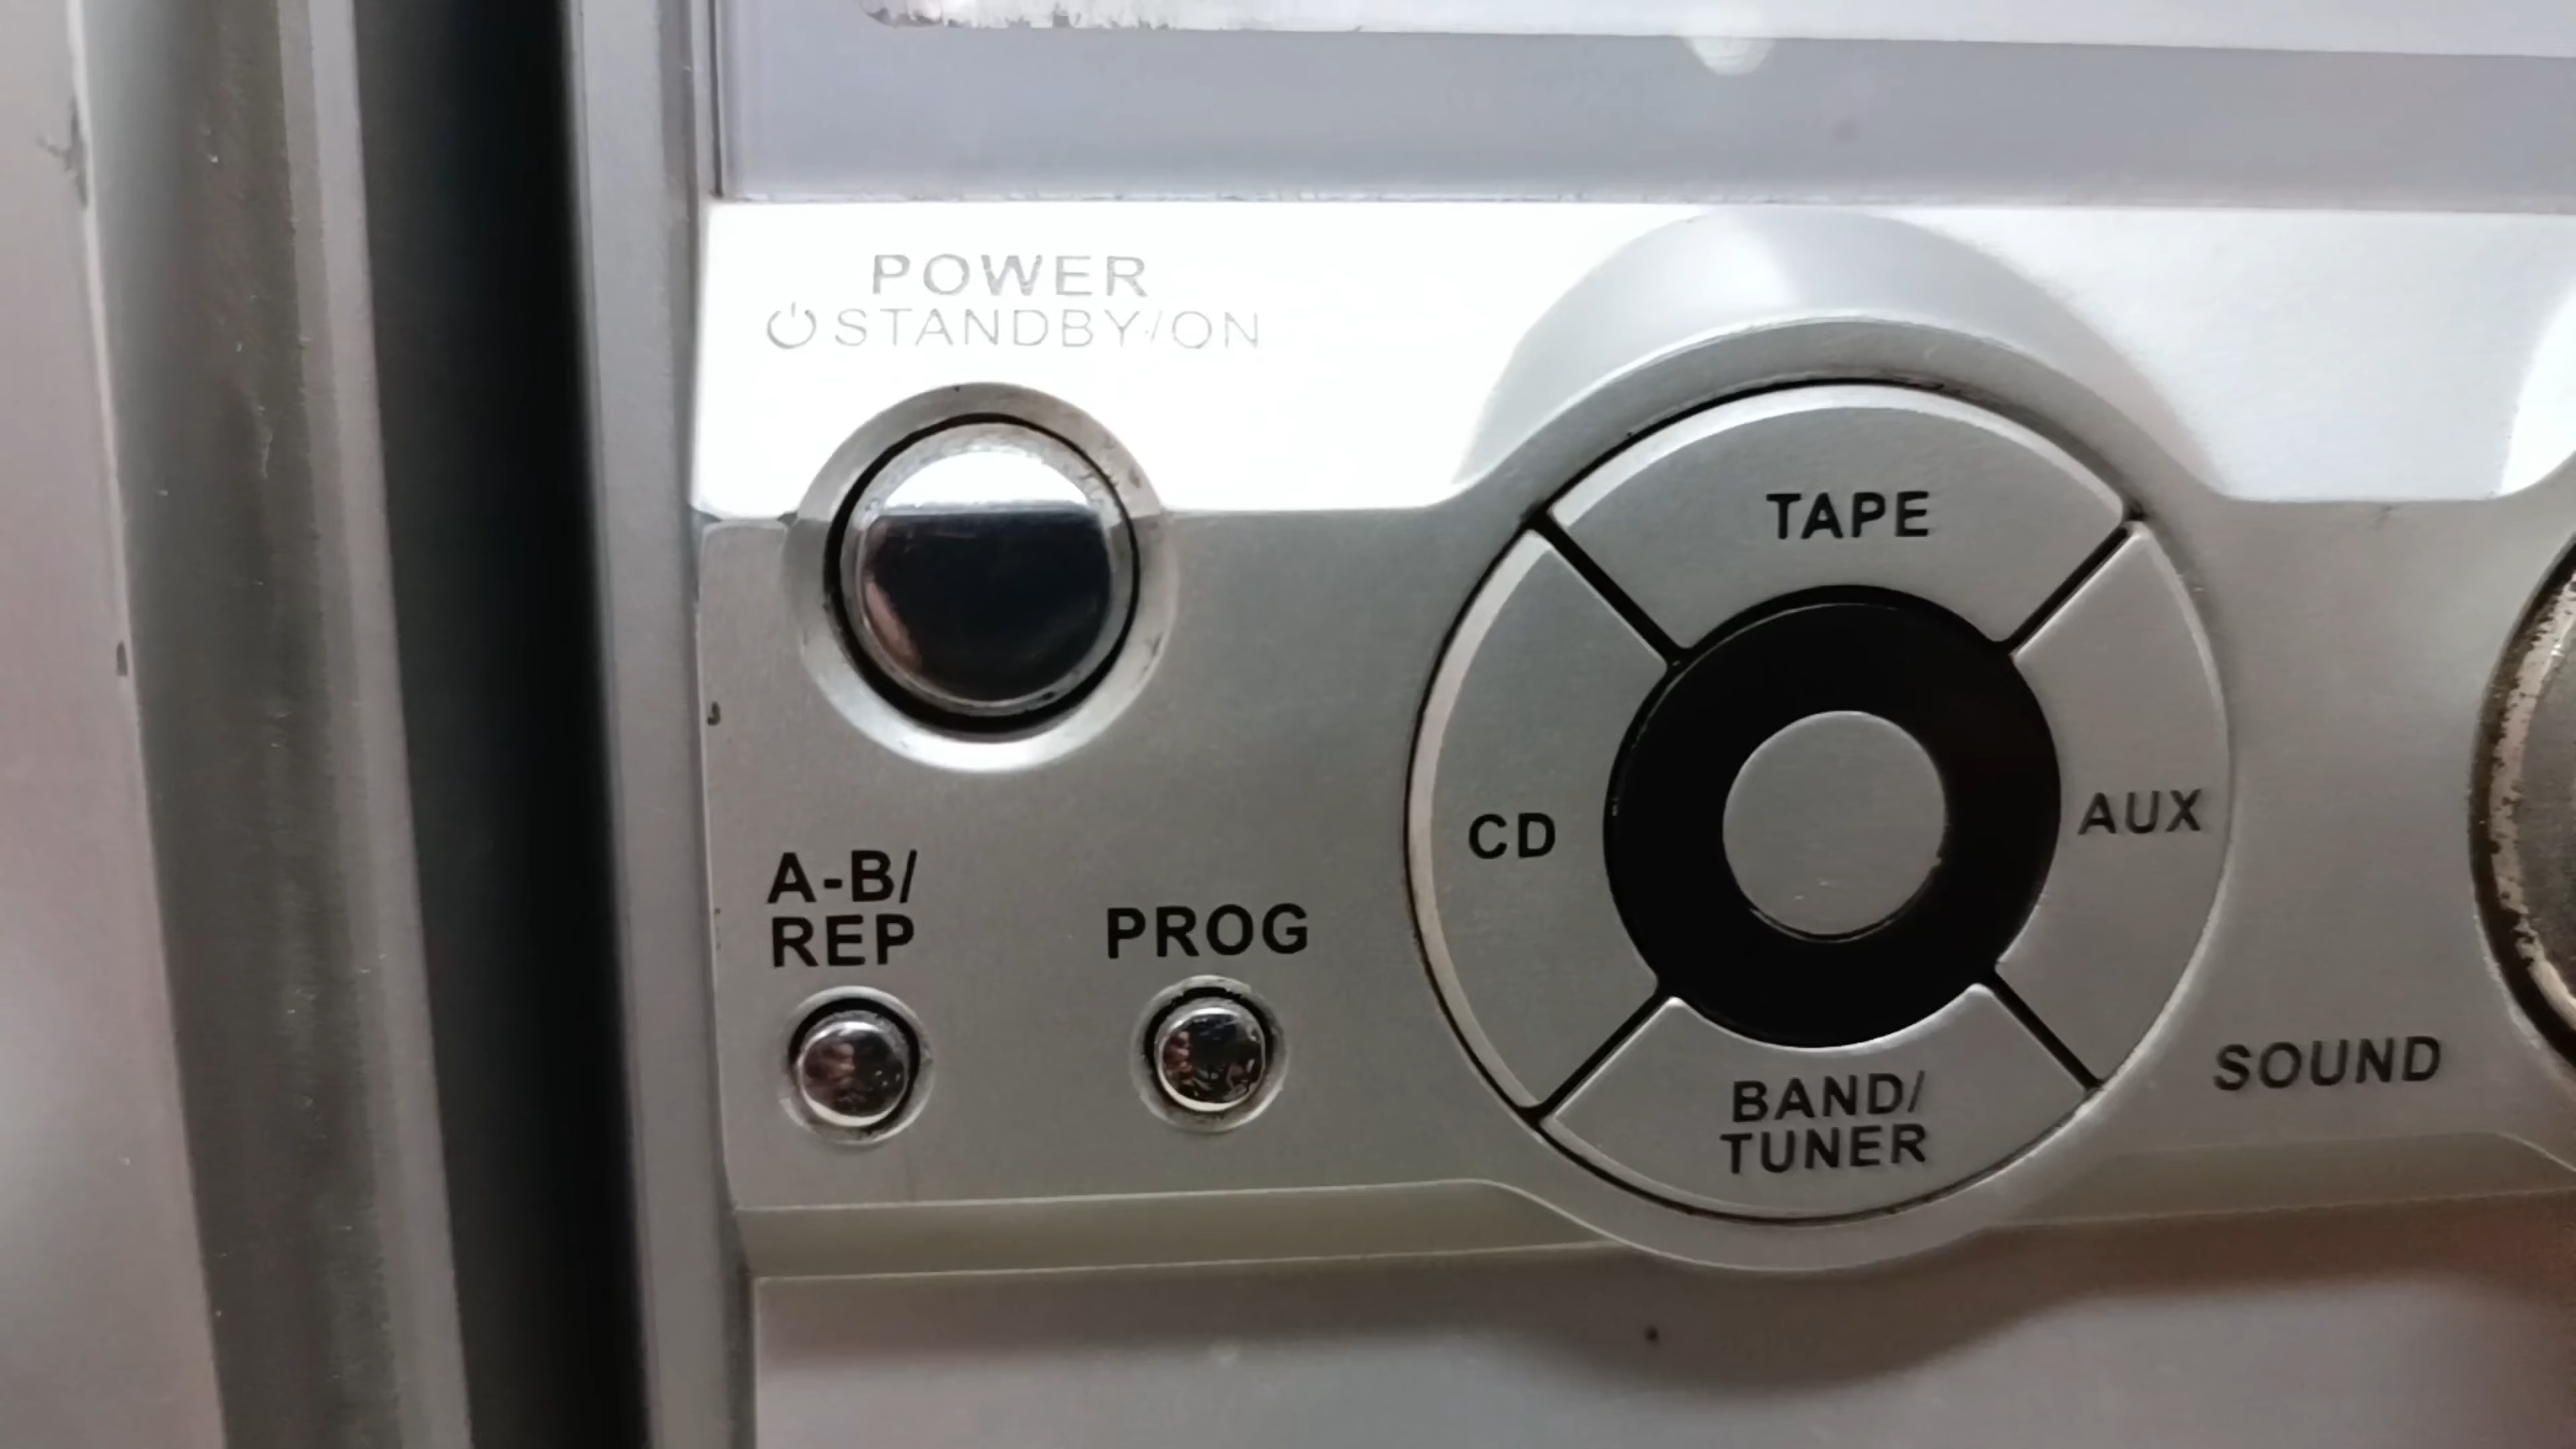 POWER
STANDBY/ON
TAPE
CD
AUX
A-B/
REP
PROG
BAND/
TUNER
SOUND